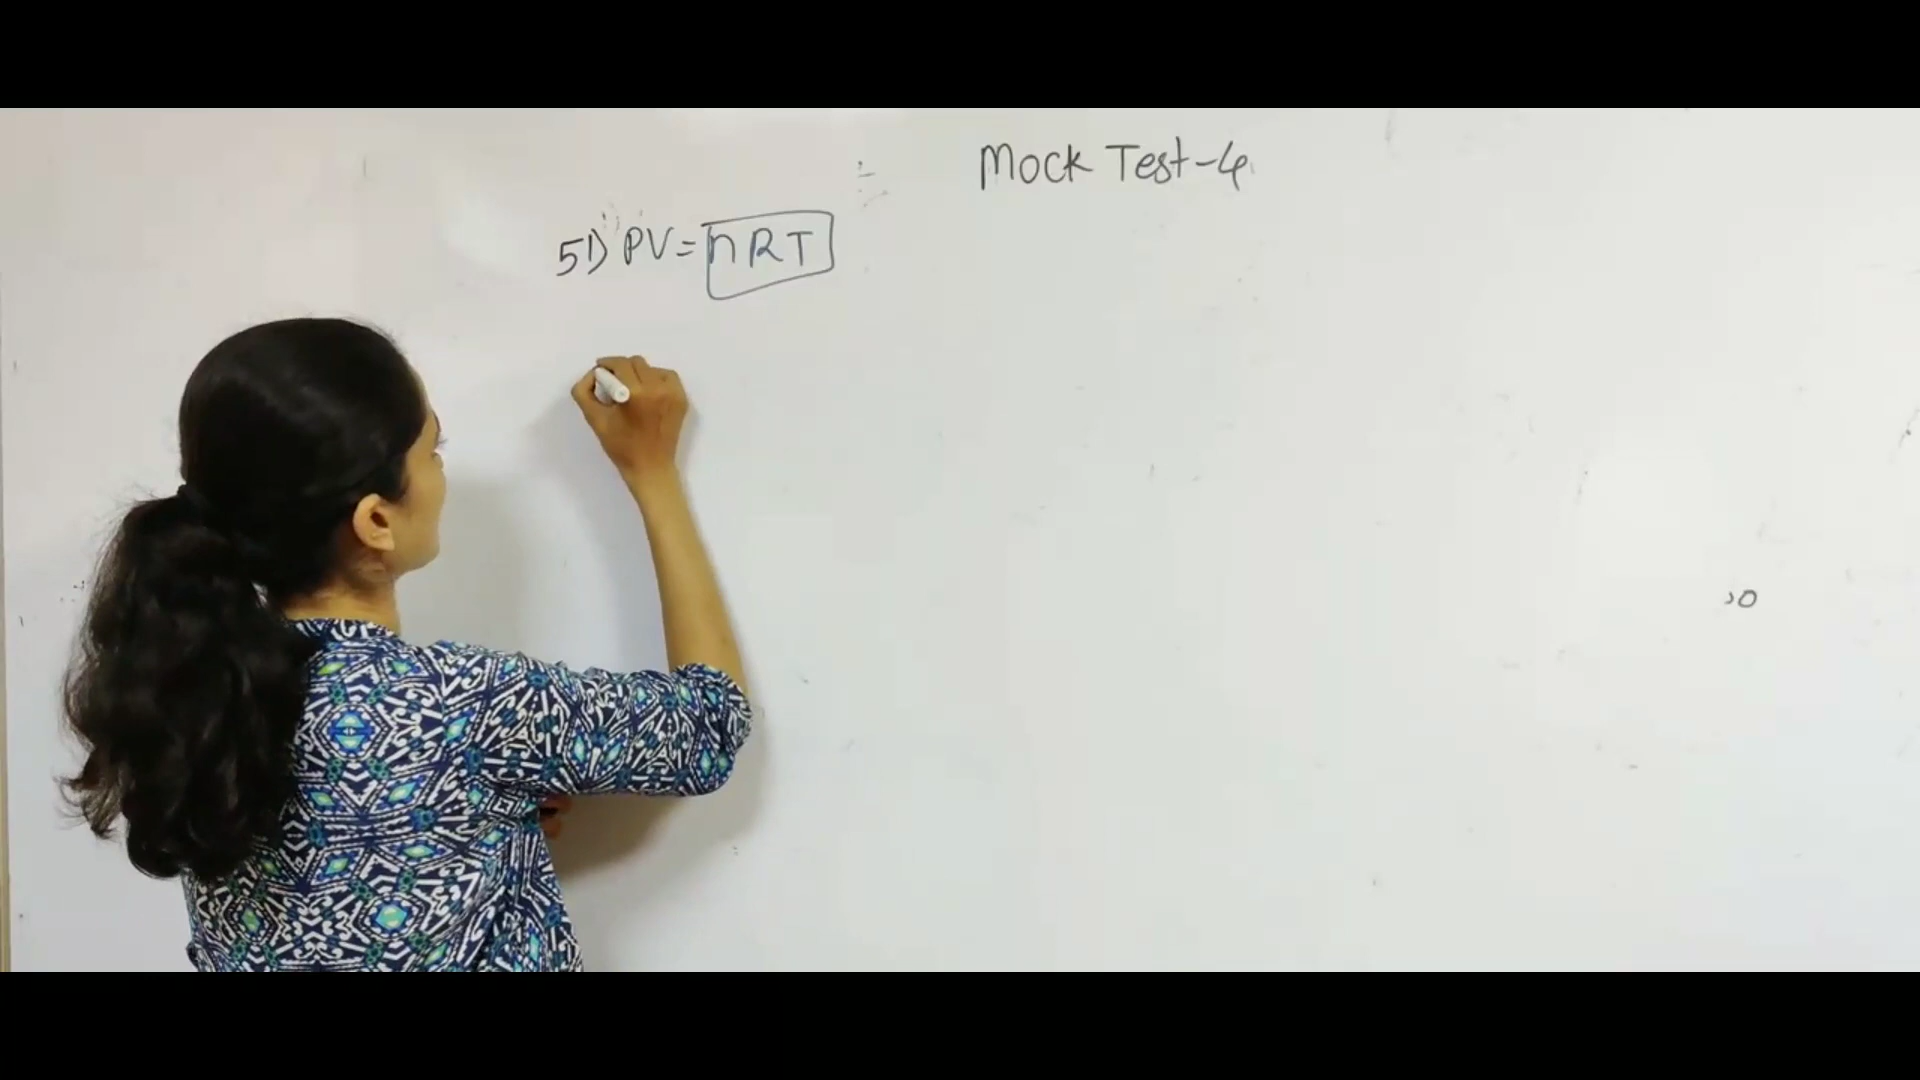 Mock Test-4
51) PV = nRT